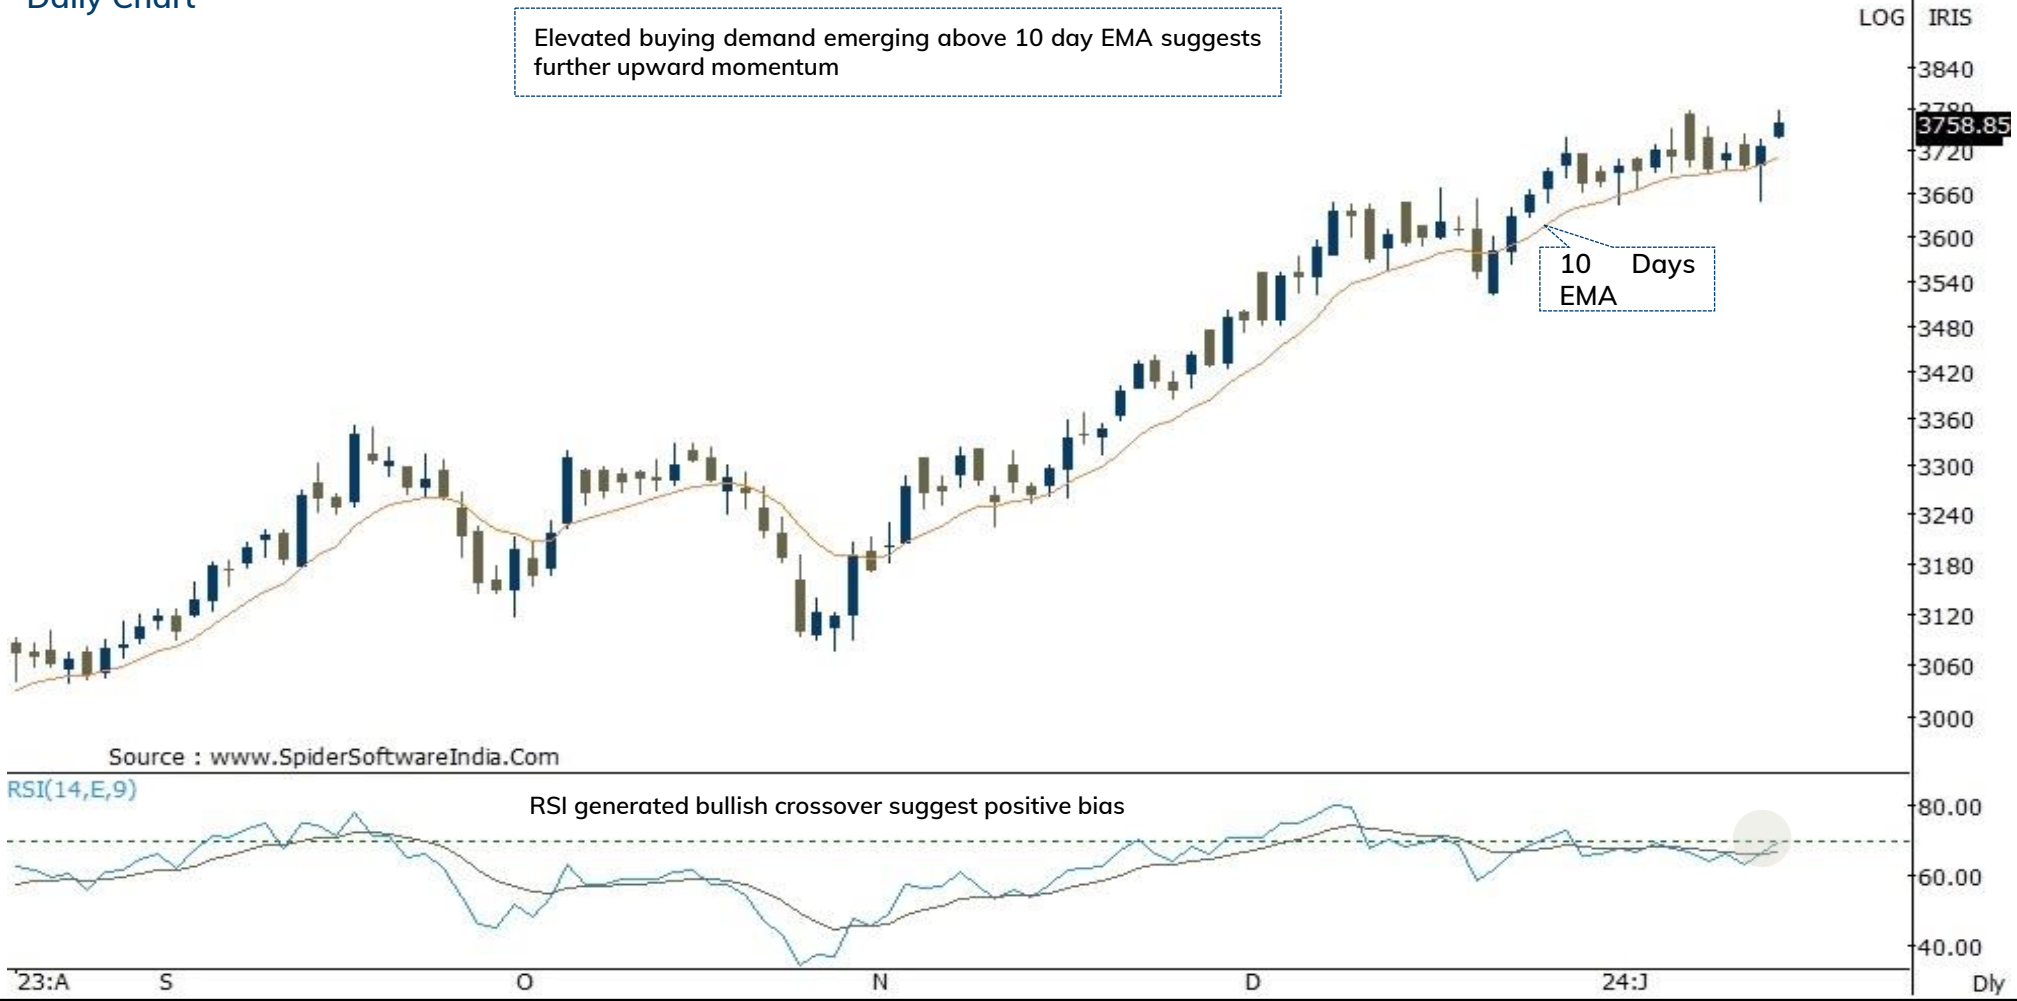 Daily Chart
Elevated buying demand emerging above 10 day EMA suggests
further upward momentum
LOG
IRIS
3840
3780
3758.85
3720
3660
3600
3540
3480
3420
3360
3300
3240
3180
3120
3060
3000
10 Days
EMA
Source : www.SpiderSoftwareIndia.Com
RSI(14,E,9)
RSI generated bullish crossover suggest positive bias
80.00
60.00
40.00
'23:A S O N D 24:J Dly